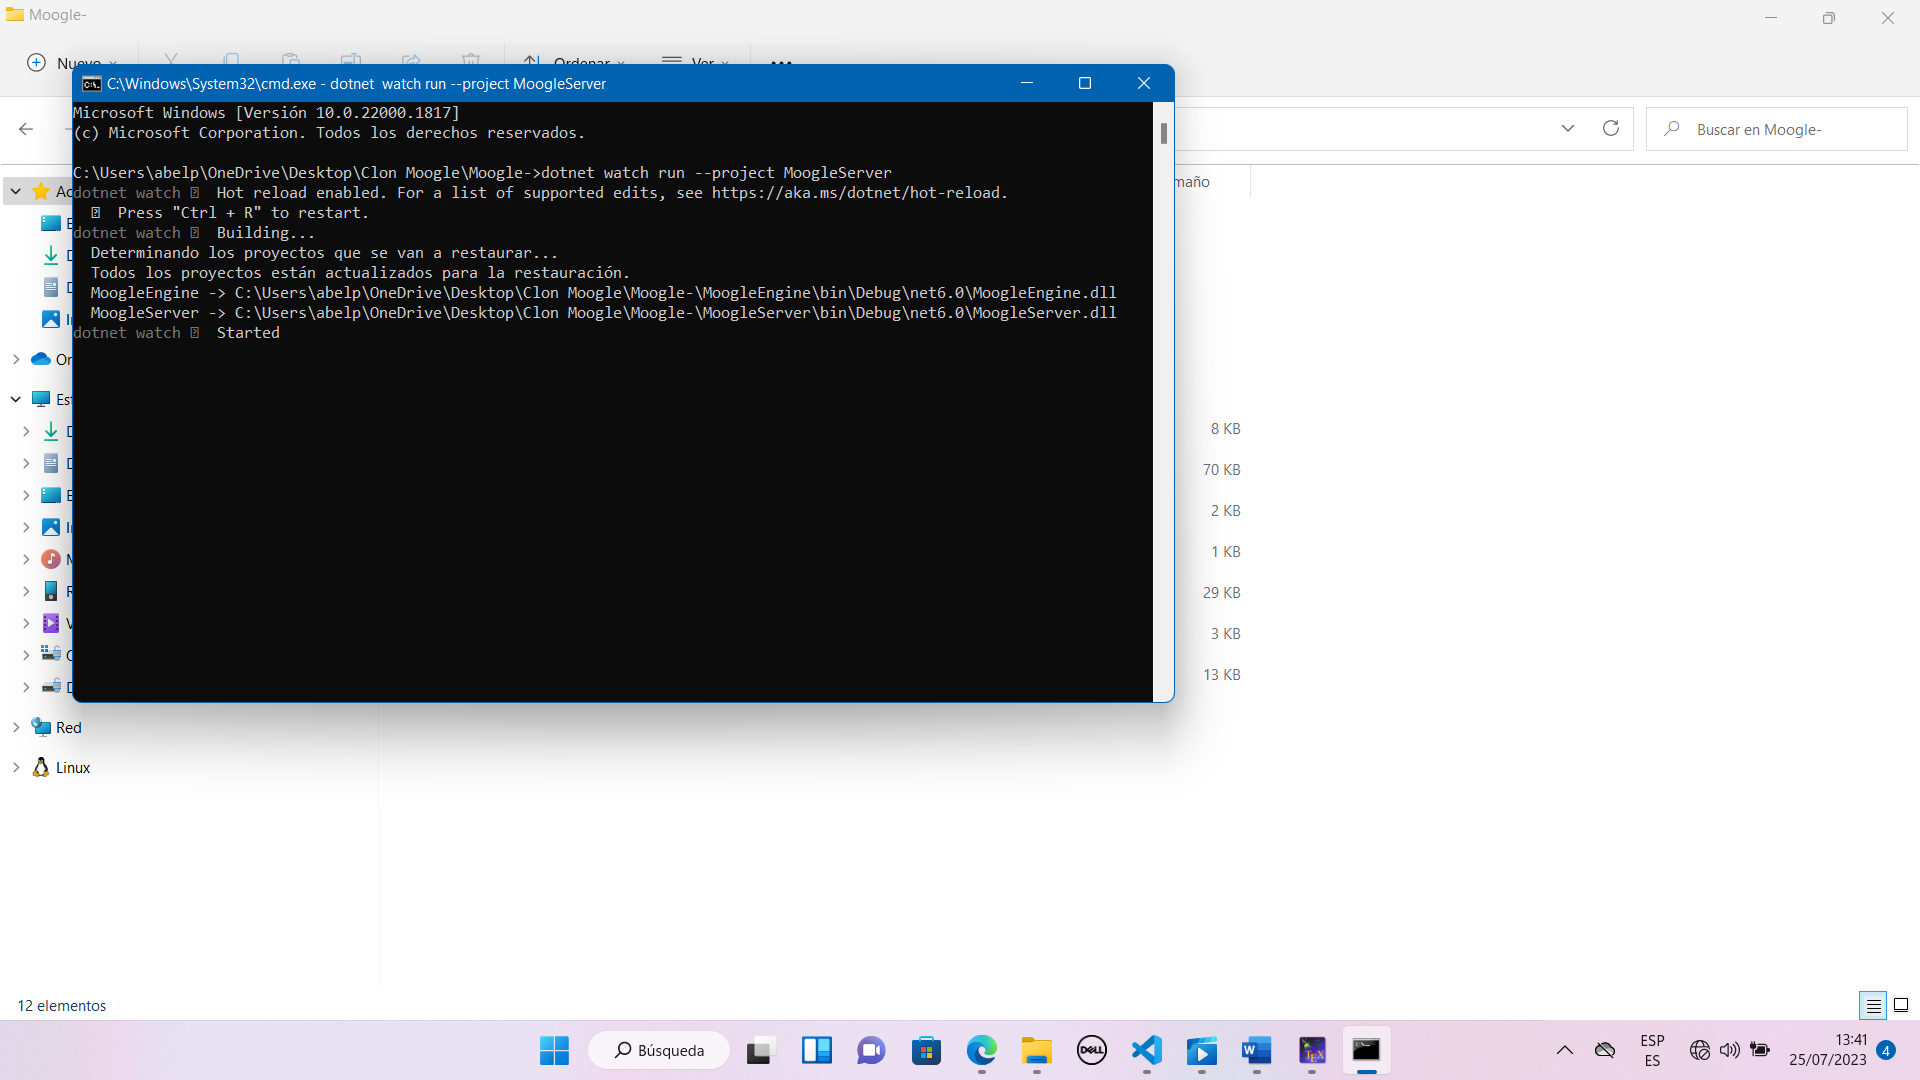 Moogle-
Nuevo
Ordenar
Ver
C:\Windows\System32\cmd.exe - dotnet  watch run --project MoogleServer
Microsoft Windows [Versión 10.0.22000.1817]
(c) Microsoft Corporation. Todos los derechos reservados.
C:\Users\abelp\OneDrive\Desktop\Clon Moogle\Moogle->dotnet watch run --project MoogleServer
dotnet watch ⍰  Hot reload enabled. For a list of supported edits, see https://aka.ms/dotnet/hot-reload.
⍰  Press "Ctrl + R" to restart.
dotnet watch ⍰  Building...
Determinando los proyectos que se van a restaurar...
Todos los proyectos están actualizados para la restauración.
MoogleEngine -> C:\Users\abelp\OneDrive\Desktop\Clon Moogle\Moogle-\MoogleEngine\bin\Debug\net6.0\MoogleEngine.dll
MoogleServer -> C:\Users\abelp\OneDrive\Desktop\Clon Moogle\Moogle-\MoogleServer\bin\Debug\net6.0\MoogleServer.dll
dotnet watch ⍰  Started
Buscar en Moogle-
maño
8 KB
70 KB
2 KB
1 KB
29 KB
3 KB
13 KB
Red
Linux
12 elementos
Búsqueda
DELL
TEX
ESP
ES
13:41
25/07/2023
4